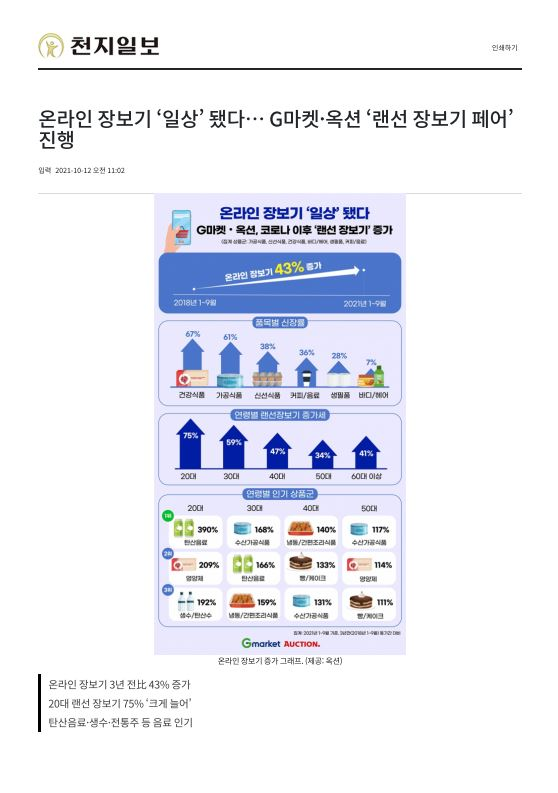 천지일보
인쇄하기
온라인 장보기 ‘일상’ 됐다… G마켓·옥션 ‘랜선 장보기 페어’
진행
입력 2021-10-12 오전 11:02
온라인 장보기 ‘일상’ 됐다
G마켓·옥션, 코로나 이후 ‘랜선 장보기’ 증가
(집계 상품군: 가공식품, 신선식품, 건강식품, 바디/헤어, 생필품, 커피/음료)
온라인 장보기 43% 증가
2018년 1~9월 2021년 1~9월
품목별 신장률
67% 61% 38% 36% 28% 7%
건강식품 가공식품 신선식품 커피/음료 생필품 바디/헤어
연령별 랜선장보기 증가세
75% 59% 47% 34% 41%
20대 30대 40대 50대 60대 이상
연령별 인기 상품군
20대 30대 40대 50대
1위 390% 168% 140% 117%
탄산음료 수산가공식품 냉동/간편조리식품 수산가공식품
2위 209% 166% 133% 114%
영양제 탄산음료 빵/케이크 영양제
3위 192% 159% 131% 111%
생수/탄산수 냉동/간편조리식품 수산가공식품 빵/케이크
집계: 2021년 1~9월 기준, 3년전(2018년 1~9월) 동기간 대비
Gmarket AUCTION.
온라인 장보기 증가 그래프. (제공: 옥션)
온라인 장보기 3년 전比 43% 증가
20대 랜선 장보기 75% ‘크게 늘어’
탄산음료·생수·전통주 등 음료 인기